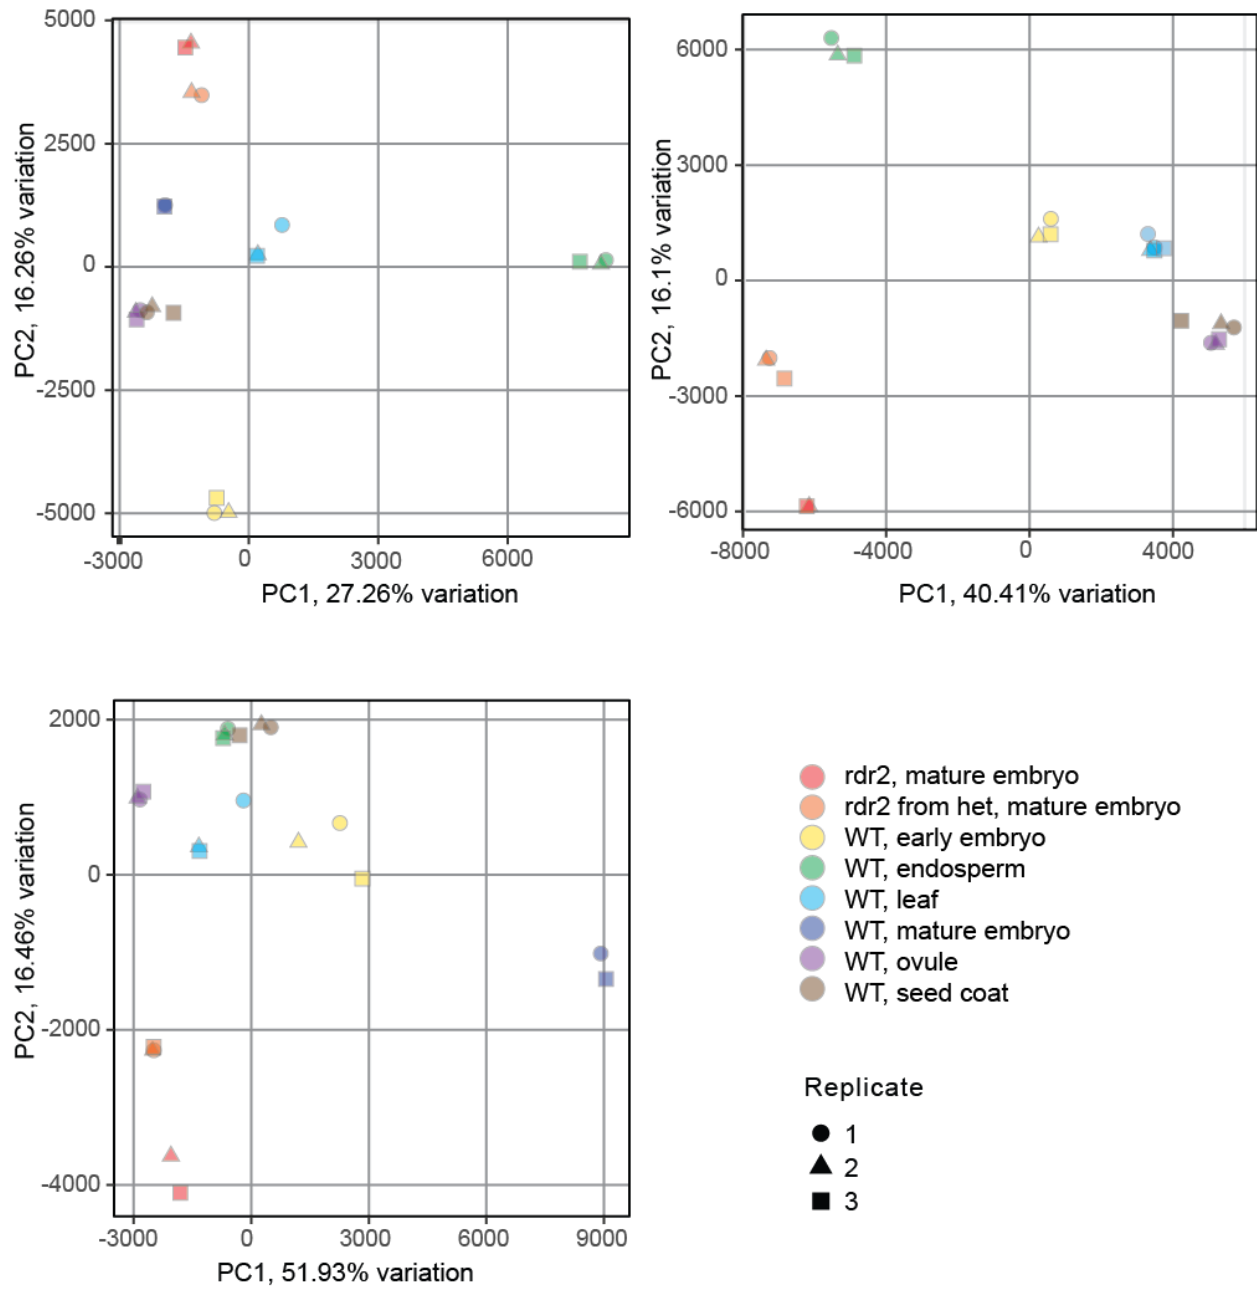 5000
2500
0
-2500
-5000
PC2, 16.26% variation
-3000
0
3000
6000
PC1, 27.26% variation
6000
3000
0
-3000
-6000
PC2, 16.1% variation
-8000
-4000
0
4000
PC1, 40.41% variation
2000
0
-2000
-4000
PC2, 16.46% variation
-3000
0
3000
6000
9000
PC1, 51.93% variation
rdr2, mature embryo
rdr2 from het, mature embryo
WT, early embryo
WT, endosperm
WT, leaf
WT, mature embryo
WT, ovule
WT, seed coat
Replicate
1
2
3